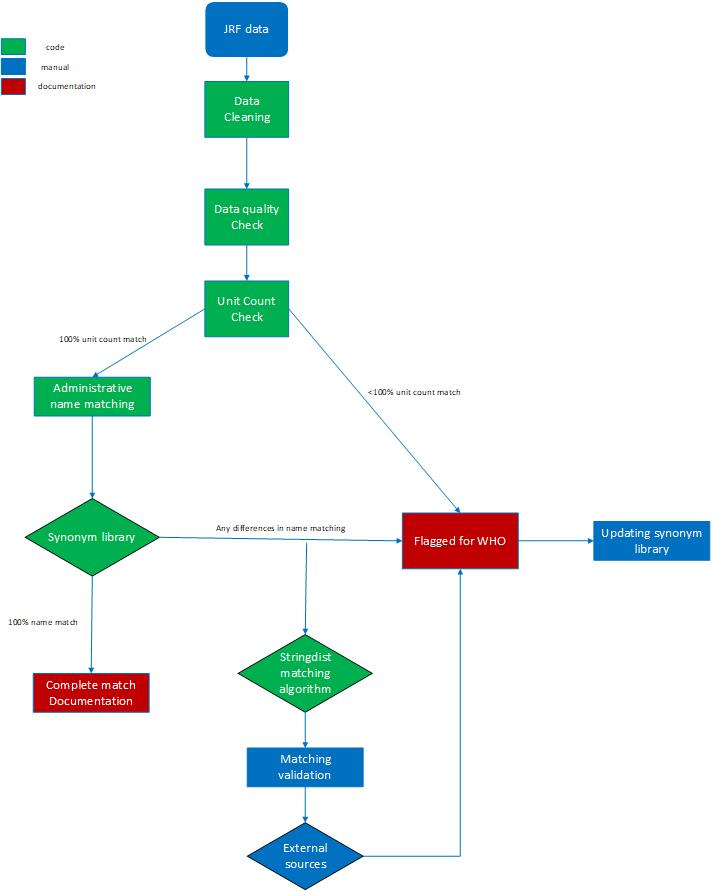 JRF data
code
manual
documentation
Data
Cleaning
Data quality
Check
Unit Count
Check
100% unit count match
<100% unit count match
Administrative
name matching
Synonym library
Any differences in name matching
Flagged for WHO
Updating synonym
library
100% name match
Complete match
Documentation
Stringdist
matching
algorithm
Matching
validation
External
sources